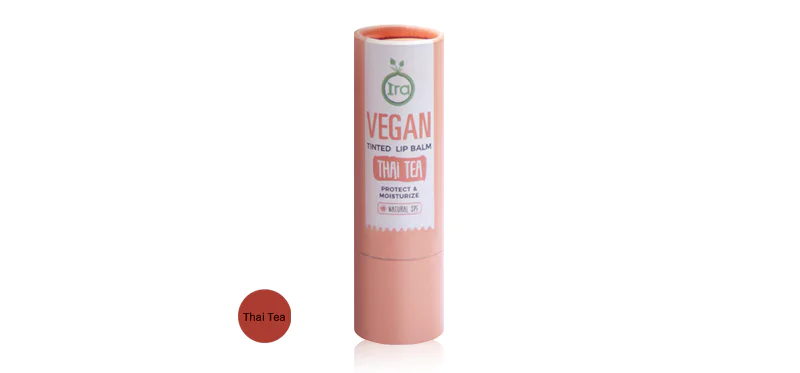 Ira
VEGAN
TINTED LIP BALM
THAI TEA
PROTECT &
MOISTURIZE
NATURAL SPF
Thai Tea